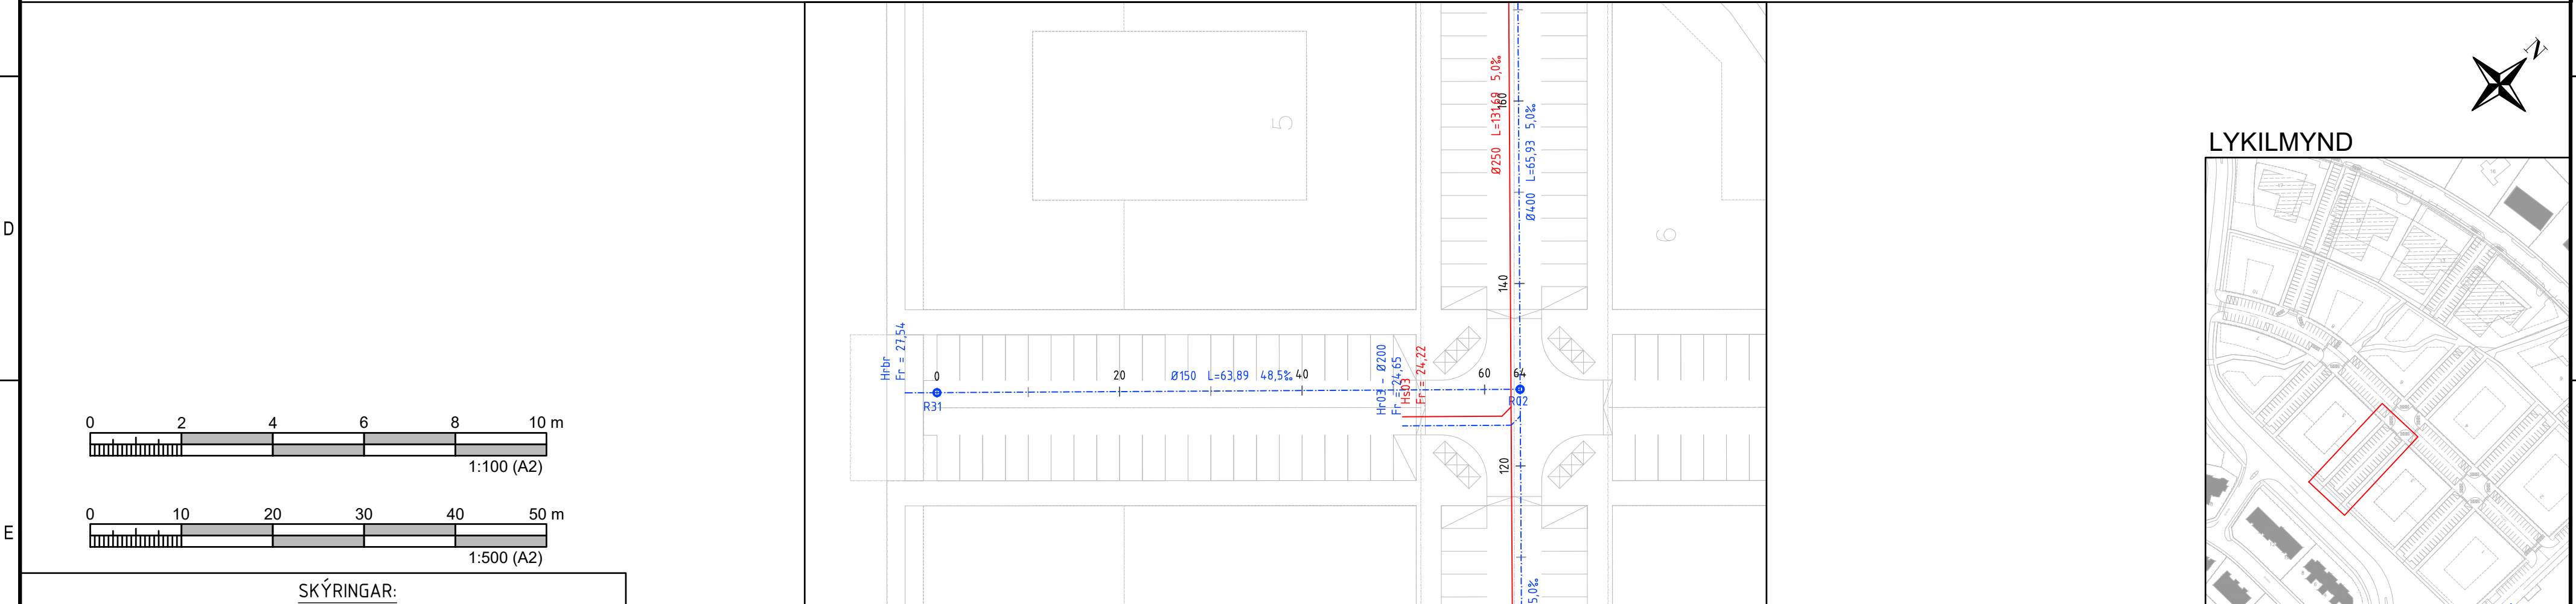 N
LYKILMYND
D
E
5
6
Ø250 L=131,69 5,0‰
160
Ø400 L=65,93 5,0‰
140
Hrbr
Fr = 27,54
0
20
Ø150 L=63,89 48,5‰
40
Hr03 - Ø200
Fr = 24,65
Hs03
Fr = 24,22
60
64
R31
R02
120
5,0‰
0 2 4 6 8 10 m
1:100 (A2)
0 10 20 30 40 50 m
1:500 (A2)
SKÝRINGAR: